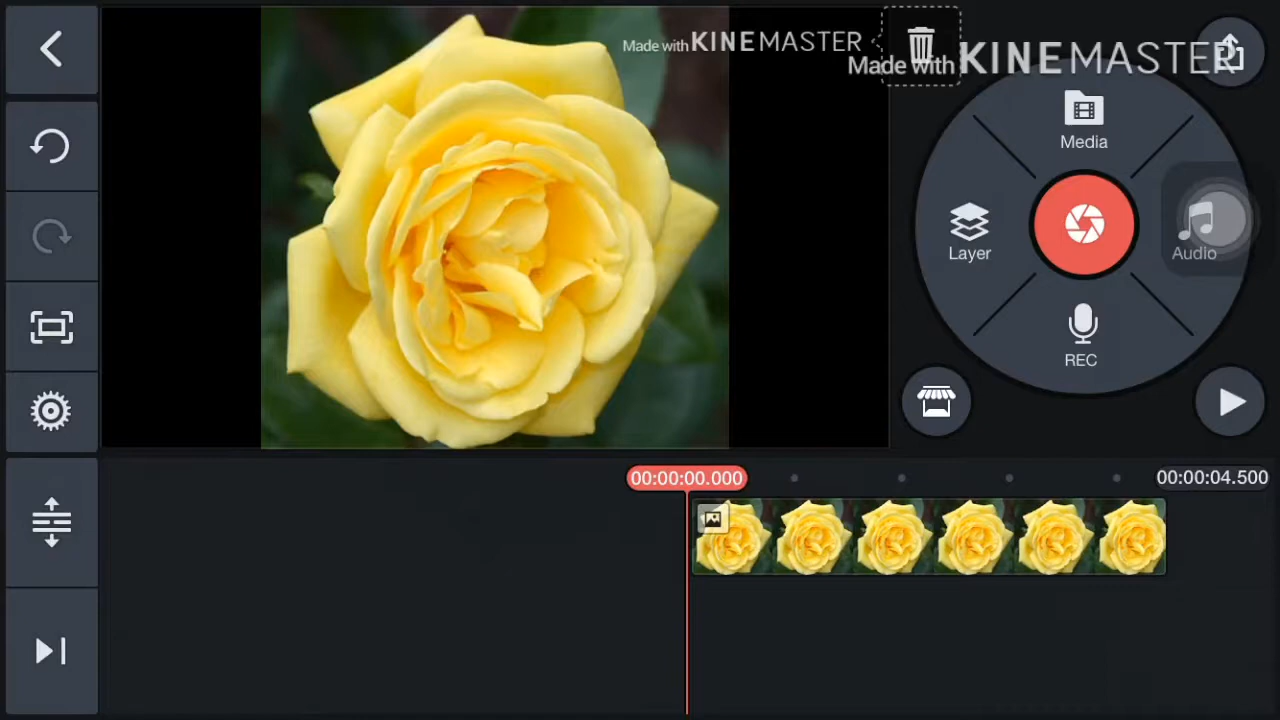 Made with KINEMASTER
Made with KINEMASTER
Media
Layer
Audio
REC
00:00:00.000
00:00:04.500